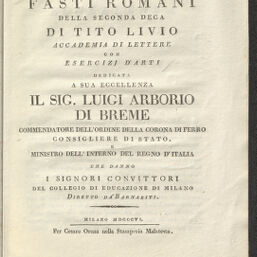 FASTI ROMANI
DELLA SECONDA DECA
DI TITO LIVIO
ACCADEMIA DI LETTERE
CON
ESERCIZJ D'ARTI
DEDICATA
A SUA ECCELLENZA
IL SIG. LUIGI ARBORIO
DI BREME
COMMENDATORE DELL'ORDINE DELLA CORONA DI FERRO
CONSIGLIERE DI STATO,
E
MINISTRO DELL'INTERNO DEL REGNO D'ITALIA
CHE DANNO
I SIGNORI CONVITTORI
DEL COLLEGIO DI EDUCAZIONE DI MILANO
DIRETTO DA' BARNABITI.
MILANO MDCCCVI.
Per Cesare Orena nella Stamperia Malatesta.